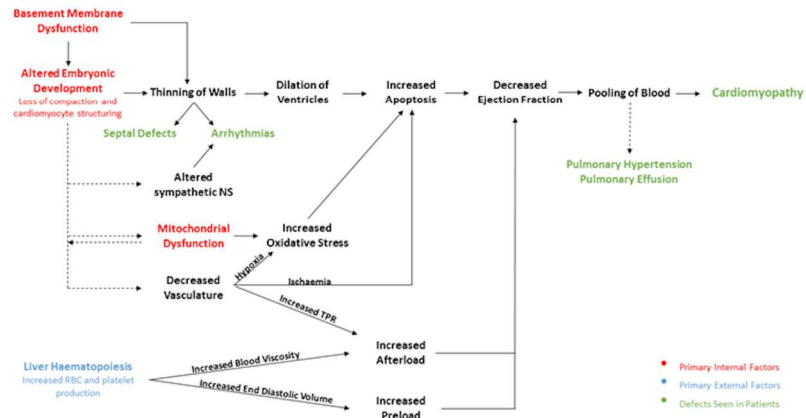 Basement Membrane
Dysfunction
Altered Embryonic
Development
Loss of compaction and
cardiomyocyte structuring
Thinning of Walls
Dilation of
Ventricles
Increased
Apoptosis
Decreased
Ejection Fraction
Pooling of Blood
Cardiomyopathy
Septal Defects
Arrhythmias
Altered
sympathetic NS
Pulmonary Hypertension
Pulmonary Effusion
Mitochondrial
Dysfunction
Increased
Oxidative Stress
Hypoxia
Ischaemia
Decreased
Vasculature
Increased TPR
Increased
Afterload
Liver Haematopoiesis
Increased RBC and platelet
production
Increased Blood Viscosity
Increased End Diastolic Volume
Increased
Preload
Primary Internal Factors
Primary External Factors
Defects Seen in Patients